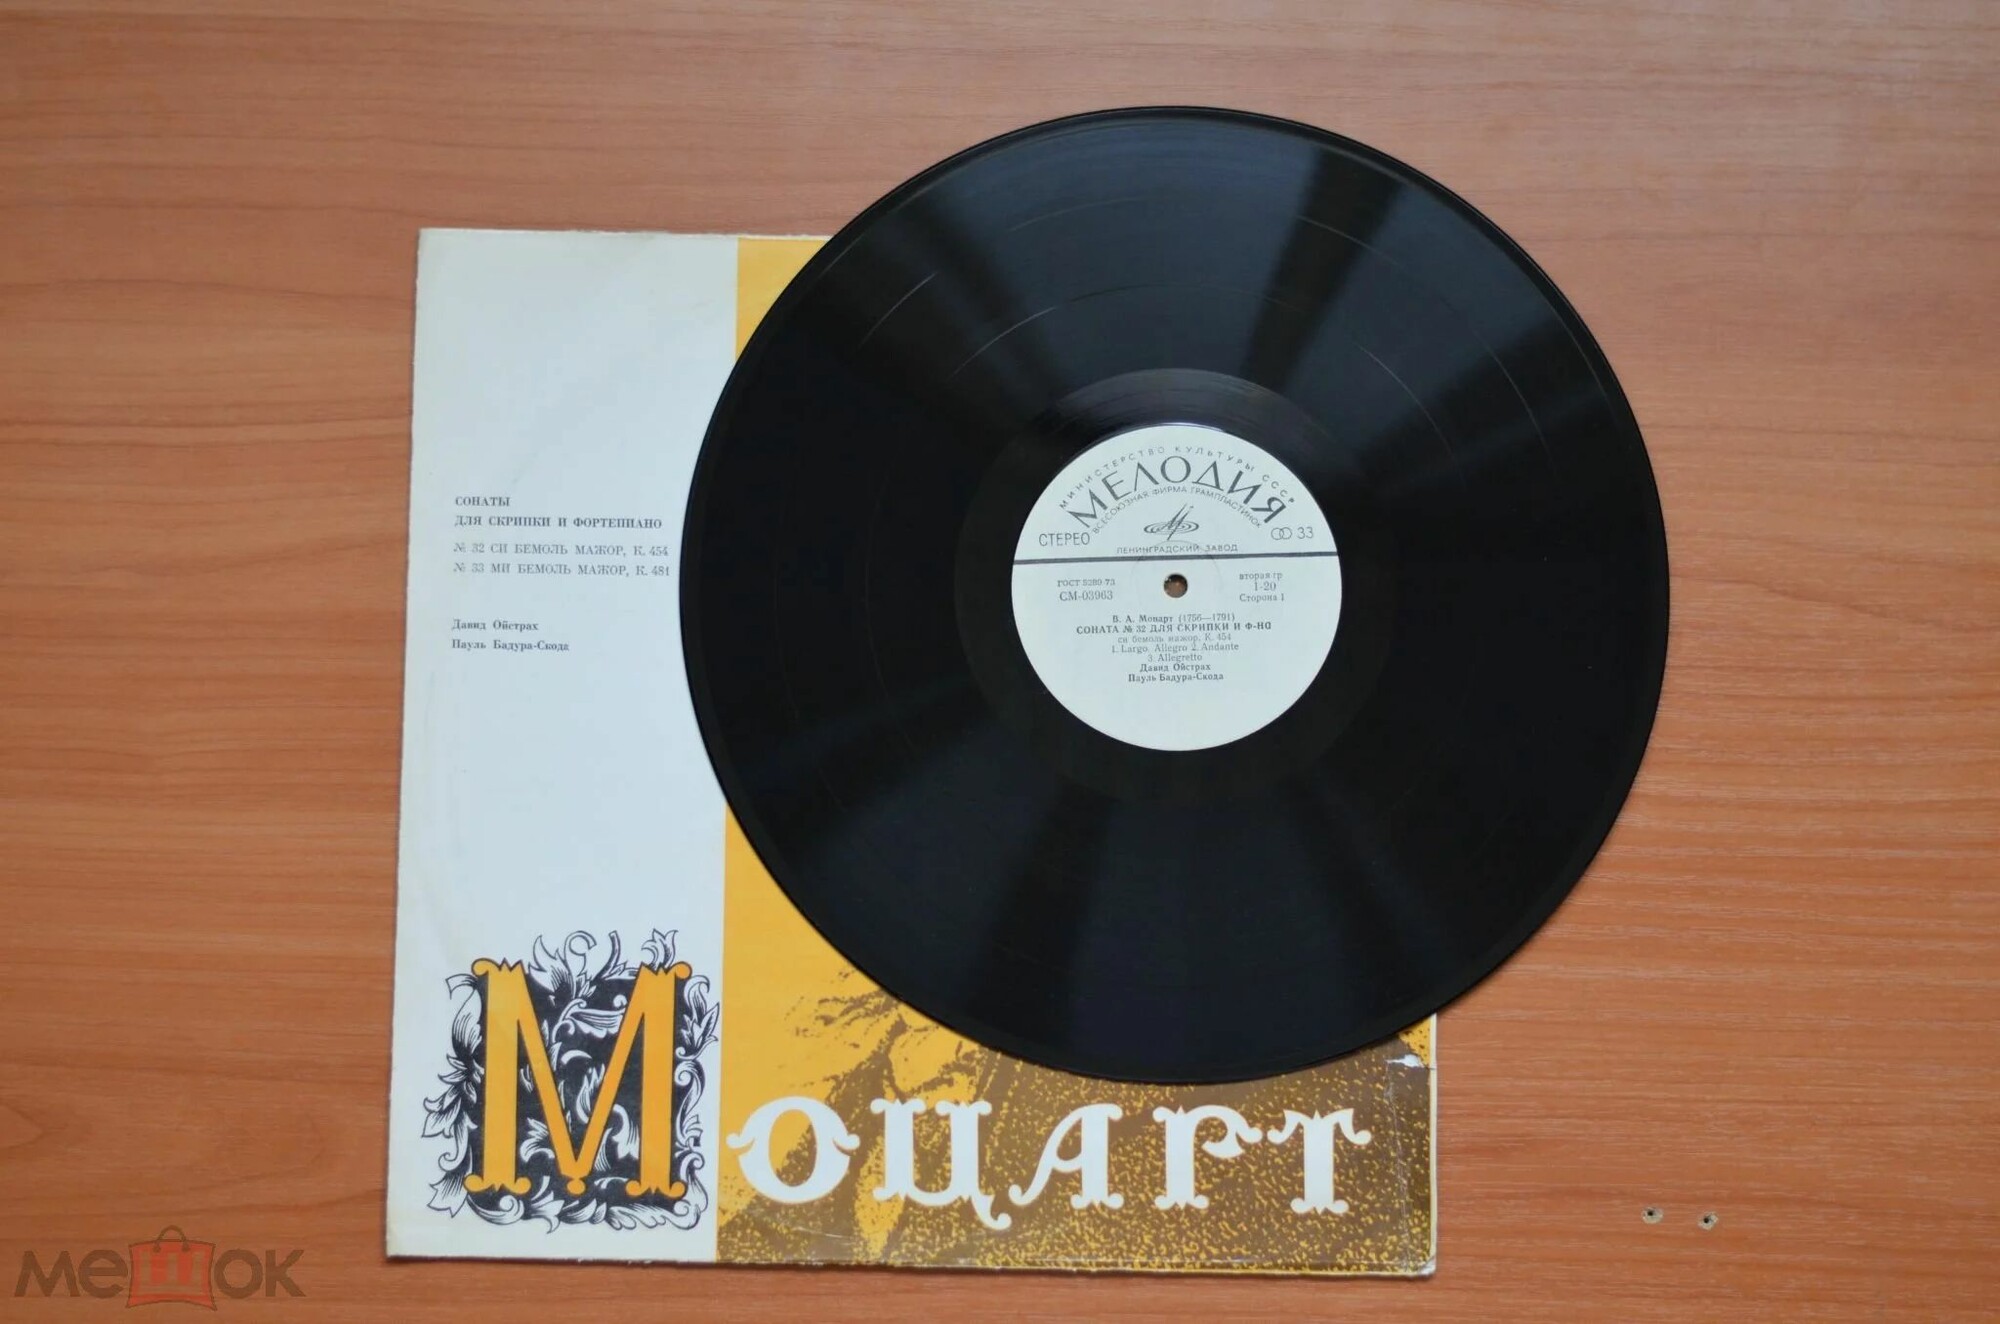 СОНАТЫ
ДЛЯ СКРИПКИ И ФОРТЕПИАНО
№ 32 СИ БЕМОЛЬ МАЖОР, К. 454
№ 33 МИ БЕМОЛЬ МАЖОР, К. 481
Давид Ойстрах
Пауль Бадура-Скода
Моцарт
МИНИСТЕРСТВО КУЛЬТУРЫ СССР
МЕЛОДИЯ
ВСЕСОЮЗНАЯ ФИРМА ГРАМПЛАСТИНОК
СТЕРЕО
33
ЛЕНИНГРАДСКИЙ ЗАВОД
ГОСТ 5289-73
СМ-03963
вторая гр
1-20
Сторона 1
В. А. Моцарт (1756—1791)
СОНАТА № 32 ДЛЯ СКРИПКИ И Ф-НО
си бемоль мажор, К. 454
1. Largo. Allegro 2. Andante
3. Allegretto
Давид Ойстрах
Пауль Бадура-Скода
мешок